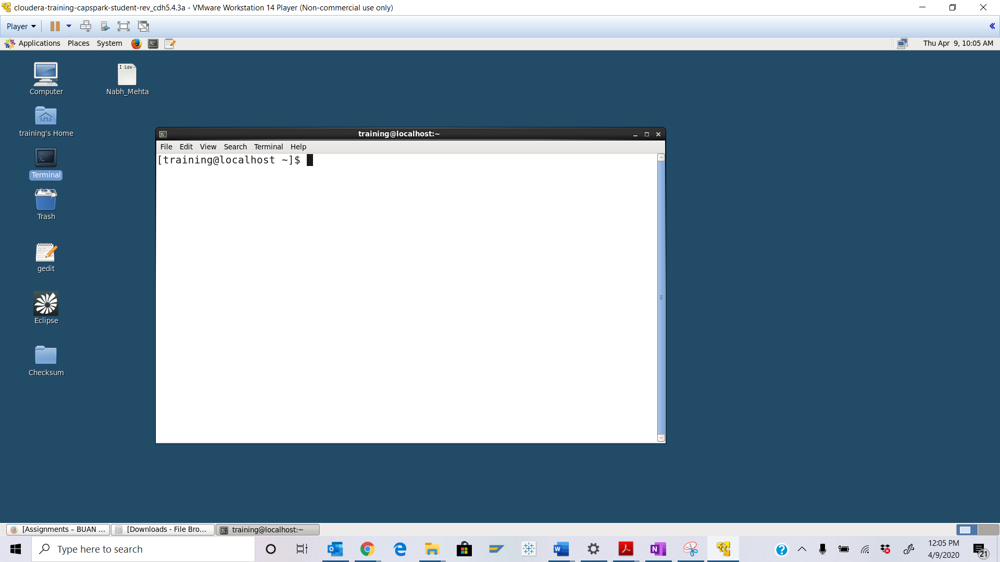 cloudera-training-capspark-student-rev_cdh5.4.3a - VMware Workstation 14 Player (Non-commercial use only)
Player
Applications Places System
Thu Apr 9, 10:05 AM
I Lov
Computer
Nabh_Mehta
training's Home
Terminal
Trash
gedit
Eclipse
Checksum
training@localhost:~
File Edit View Search Terminal Help
[training@localhost ~]$
[Assignments – BUAN ...
[Downloads - File Bro...
training@localhost:~
Type here to search
12:05 PM
4/9/2020
21